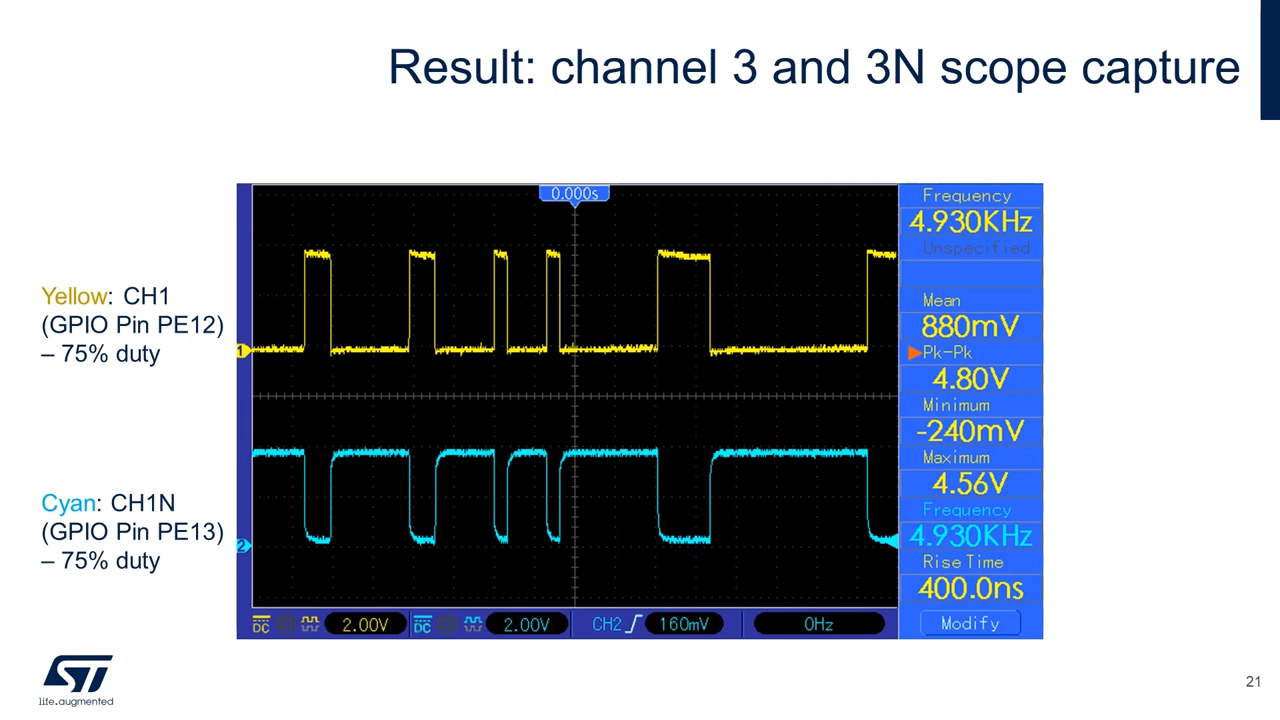 Result: channel 3 and 3N scope capture
Yellow: CH1
(GPIO Pin PE12)
– 75% duty
Cyan: CH1N
(GPIO Pin PE13)
– 75% duty
0.000s
1
2
Frequency
4.930KHz
Unspecified
Mean
880mV
Pk-Pk
4.80V
Minimum
-240mV
Maximum
4.56V
Frequency
4.930KHz
Rise Time
400.0ns
Modify
DC 2.00V DC 2.00V CH2 160mV 0Hz
ST
life.augmented
21